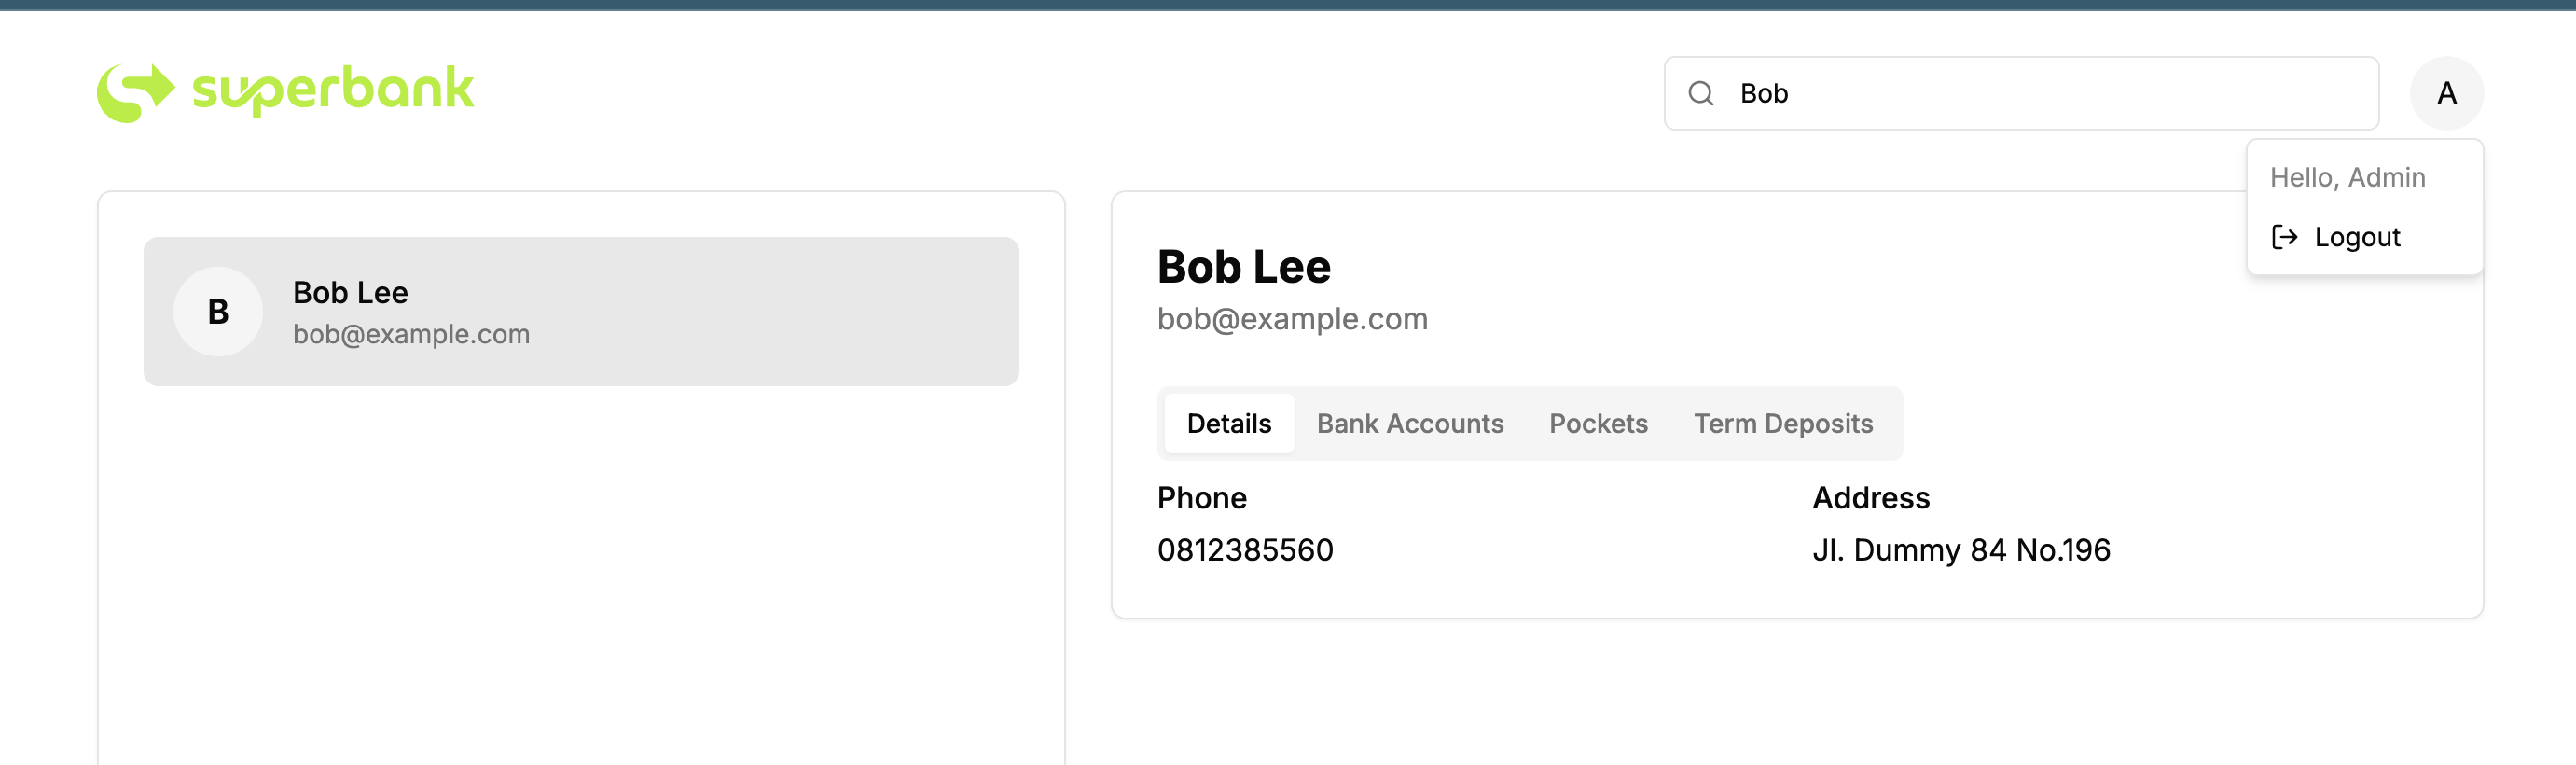 superbank
Bob
A
Hello, Admin
Logout
B
Bob Lee
bob@example.com
Bob Lee
bob@example.com
Details Bank Accounts Pockets Term Deposits
Phone Address
0812385560 Jl. Dummy 84 No.196